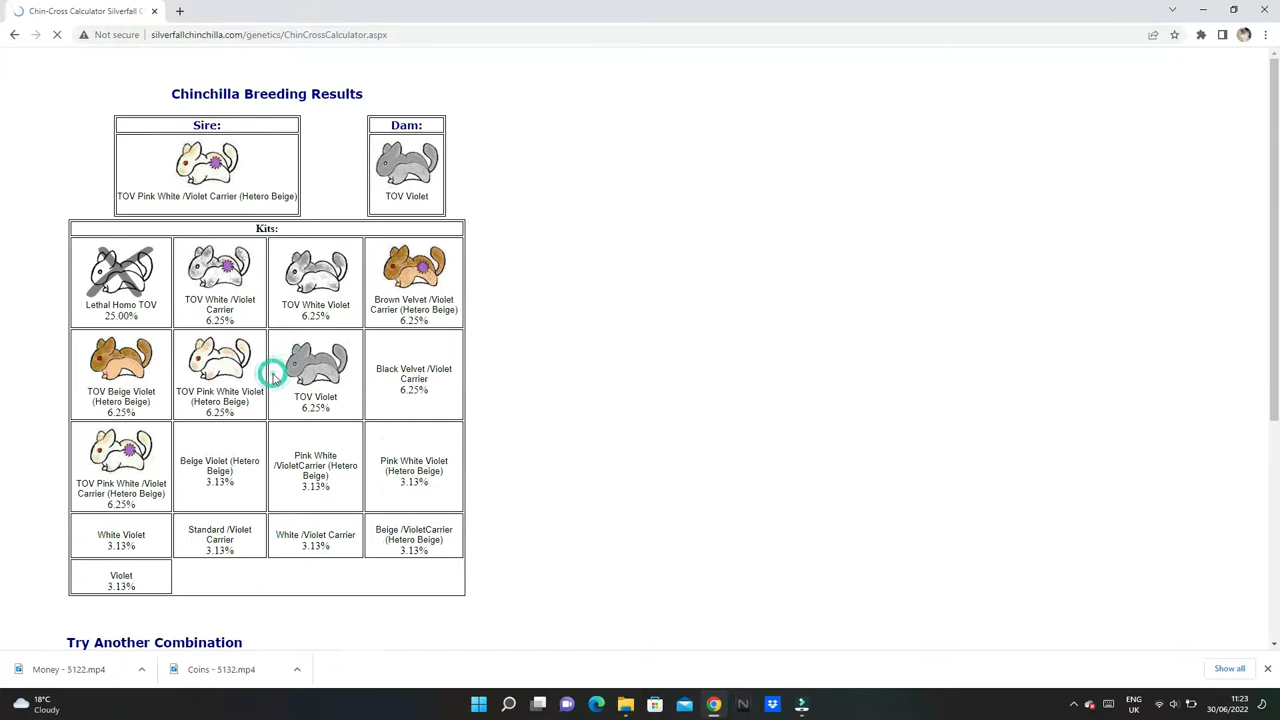 Chin-Cross Calculator Silverfall C
Not secure
silverfallchinchilla.com/genetics/ChinCrossCalculator.aspx
Chinchilla Breeding Results
Sire:
Dam:
TOV Pink White /Violet Carrier (Hetero Beige)
TOV Violet
Kits:
Lethal Homo TOV
25.00%
TOV White /Violet
Carrier
6.25%
TOV White Violet
6.25%
Brown Velvet /Violet
Carrier (Hetero Beige)
6.25%
TOV Beige Violet
(Hetero Beige)
6.25%
TOV Pink White Violet
(Hetero Beige)
6.25%
TOV Violet
6.25%
Black Velvet /Violet
Carrier
6.25%
TOV Pink White /Violet
Carrier (Hetero Beige)
6.25%
Beige Violet (Hetero
Beige)
3.13%
Pink White
/VioletCarrier (Hetero
Beige)
3.13%
Pink White Violet
(Hetero Beige)
3.13%
White Violet
3.13%
Standard /Violet
Carrier
3.13%
White /Violet Carrier
3.13%
Beige /VioletCarrier
(Hetero Beige)
3.13%
Violet
3.13%
Try Another Combination
Money - 5122.mp4
Coins - 5132.mp4
Show all
18°C
Cloudy
ENG
UK
11:23
30/06/2022